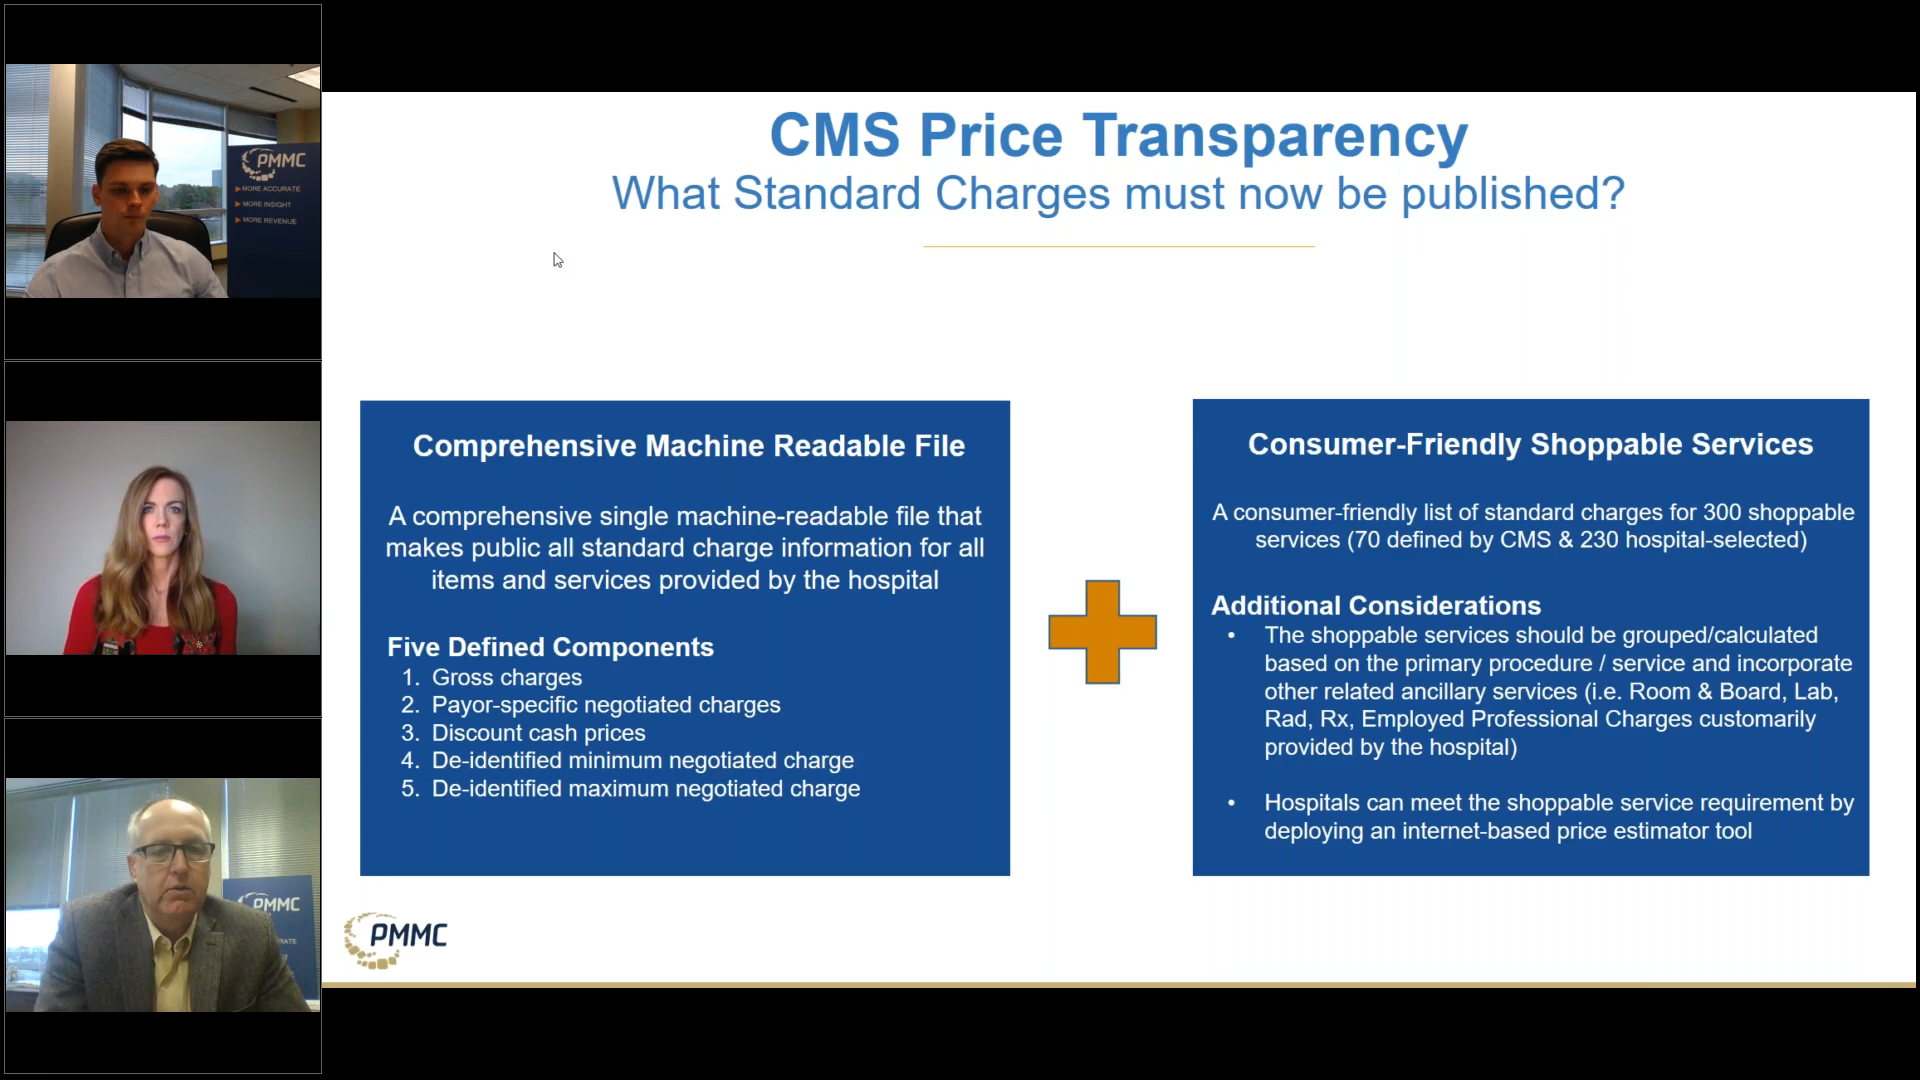 PMMC
MORE ACCURATE
MORE INSIGHT
MORE REVENUE
PMMC
RATE
CMS Price Transparency
What Standard Charges must now be published?
Comprehensive Machine Readable File
A comprehensive single machine-readable file that
makes public all standard charge information for all
items and services provided by the hospital
Five Defined Components
1. Gross charges
2. Payor-specific negotiated charges
3. Discount cash prices
4. De-identified minimum negotiated charge
5. De-identified maximum negotiated charge
Consumer-Friendly Shoppable Services
A consumer-friendly list of standard charges for 300 shoppable
services (70 defined by CMS & 230 hospital-selected)
Additional Considerations
• The shoppable services should be grouped/calculated
based on the primary procedure / service and incorporate
other related ancillary services (i.e. Room & Board, Lab,
Rad, Rx, Employed Professional Charges customarily
provided by the hospital)
• Hospitals can meet the shoppable service requirement by
deploying an internet-based price estimator tool
PMMC